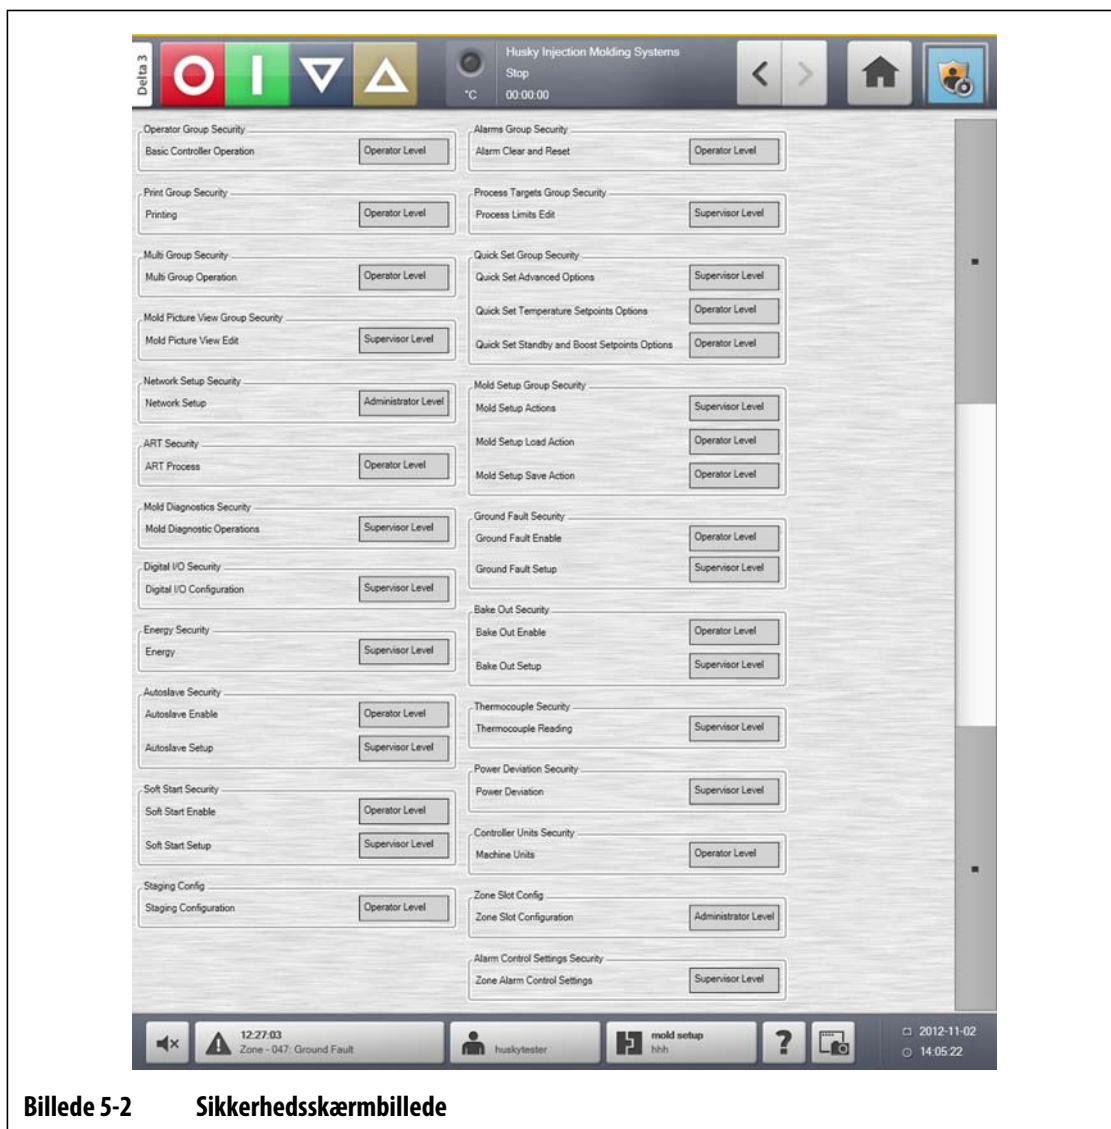 Delta 3
Husky Injection Molding Systems
Stop
°C 00:00:00
Operator Group Security
Basic Controller Operation Operator Level
Print Group Security
Printing Operator Level
Multi Group Security
Multi Group Operation Operator Level
Mold Picture View Group Security
Mold Picture View Edit Supervisor Level
Network Setup Security
Network Setup Administrator Level
ART Security
ART Process Operator Level
Mold Diagnostics Security
Mold Diagnostic Operations Supervisor Level
Digital I/O Security
Digital I/O Configuration Supervisor Level
Energy Security
Energy Supervisor Level
Autoslave Security
Autoslave Enable Operator Level
Autoslave Setup Supervisor Level
Soft Start Security
Soft Start Enable Operator Level
Soft Start Setup Supervisor Level
Staging Config
Staging Configuration Operator Level
Alarms Group Security
Alarm Clear and Reset Operator Level
Process Targets Group Security
Process Limits Edit Supervisor Level
Quick Set Group Security
Quick Set Advanced Options Supervisor Level
Quick Set Temperature Setpoints Options Operator Level
Quick Set Standby and Boost Setpoints Options Operator Level
Mold Setup Group Security
Mold Setup Actions Supervisor Level
Mold Setup Load Action Operator Level
Mold Setup Save Action Operator Level
Ground Fault Security
Ground Fault Enable Operator Level
Ground Fault Setup Supervisor Level
Bake Out Security
Bake Out Enable Operator Level
Bake Out Setup Supervisor Level
Thermocouple Security
Thermocouple Reading Supervisor Level
Power Deviation Security
Power Deviation Supervisor Level
Controller Units Security
Machine Units Operator Level
Zone Slot Config
Zone Slot Configuration Administrator Level
Alarm Control Settings Security
Zone Alarm Control Settings Supervisor Level
12:27:03
Zone - 047: Ground Fault
huskytester
mold setup
hhh
?
2012-11-02
14:05:22
Billede 5-2 Sikkerhedsskærmbillede